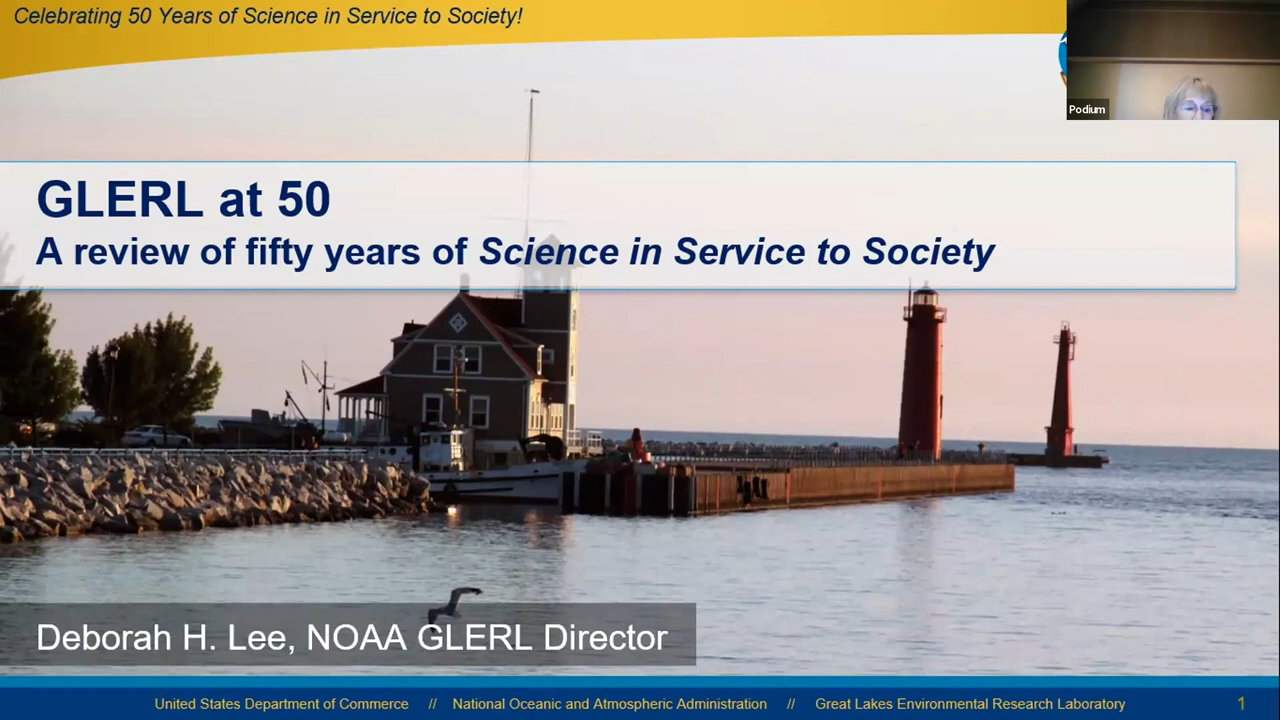 Celebrating 50 Years of Science in Service to Society!
Podium
GLERL at 50
A review of fifty years of Science in Service to Society
Deborah H. Lee, NOAA GLERL Director
United States Department of Commerce // National Oceanic and Atmospheric Administration // Great Lakes Environmental Research Laboratory 1